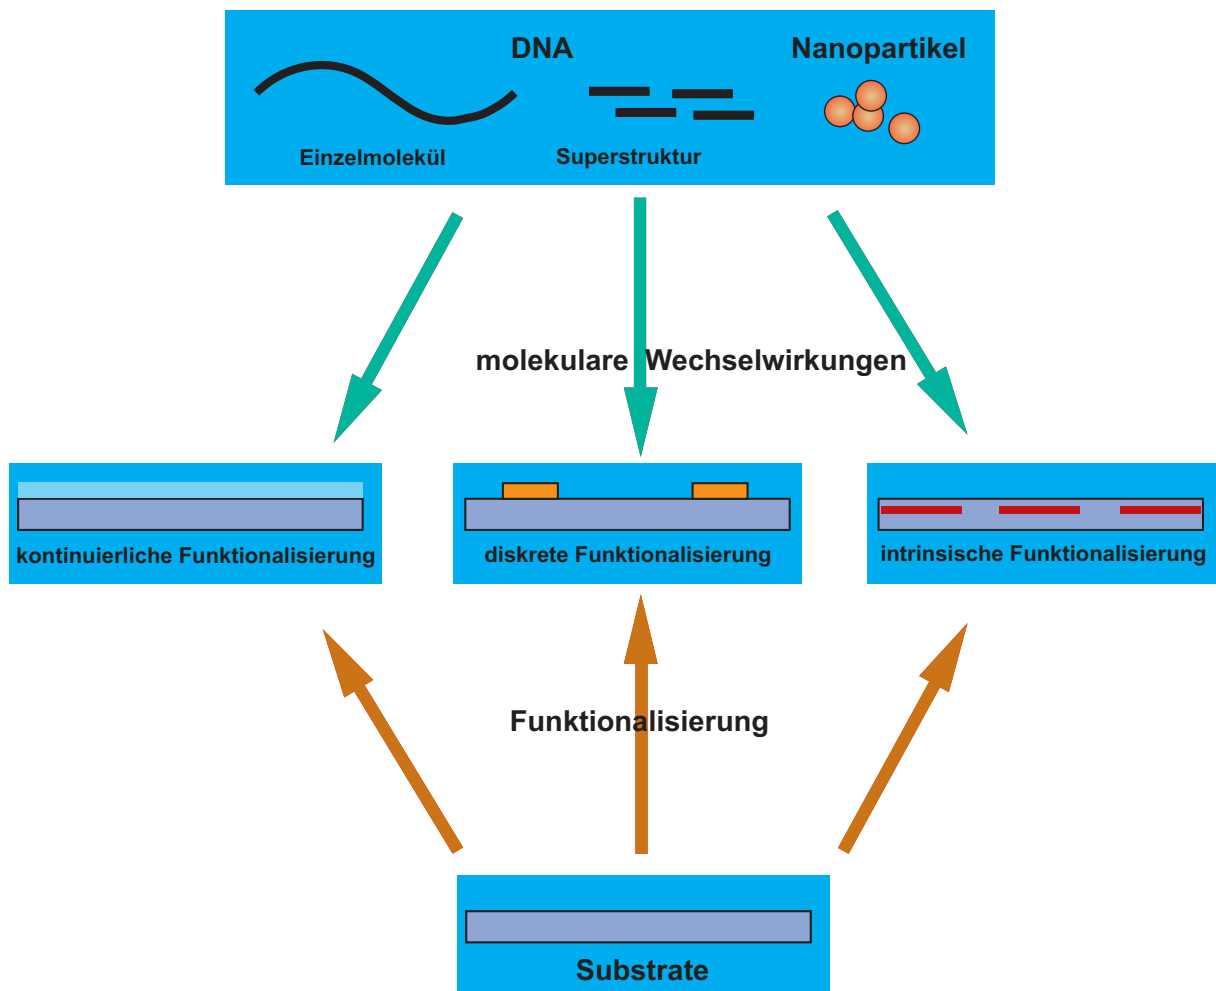 DNA
Nanopartikel
Einzelmolekül
Superstruktur
molekulare Wechselwirkungen
kontinuierliche Funktionalisierung
diskrete Funktionalisierung
intrinsische Funktionalisierung
Funktionalisierung
Substrate